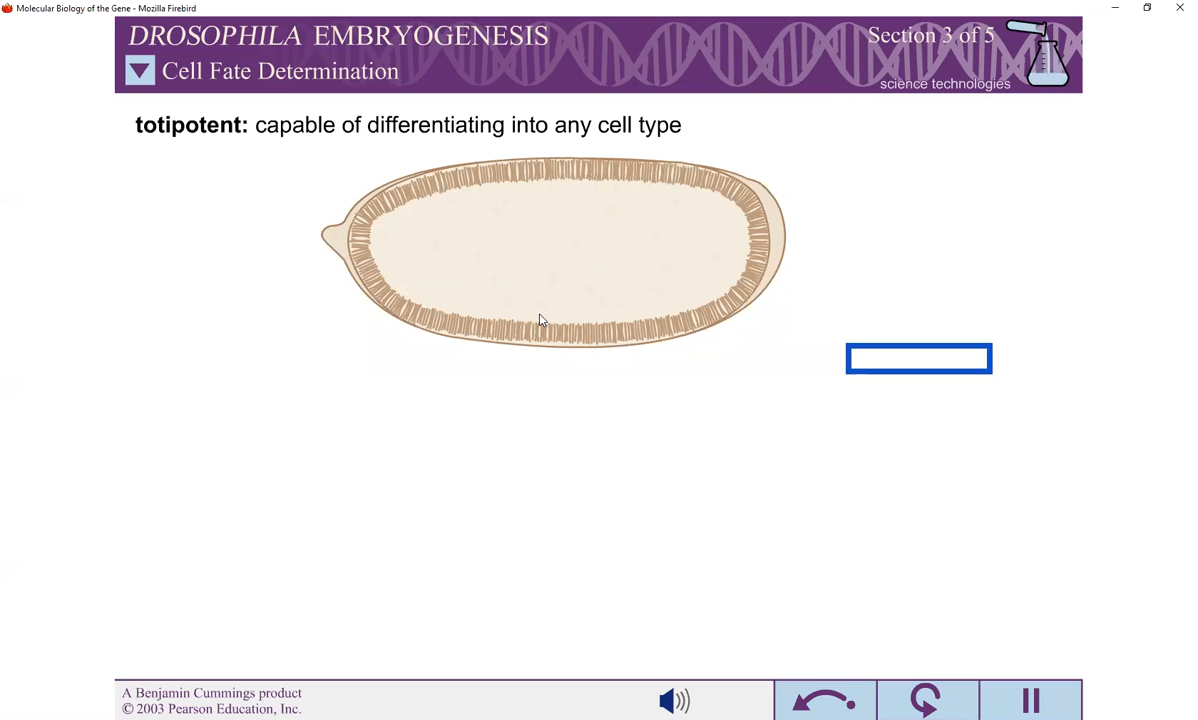 Molecular Biology of the Gene - Mozilla Firebird
DROSOPHILA EMBRYOGENESIS
Section 3 of 5
Cell Fate Determination
science technologies
totipotent: capable of differentiating into any cell type
A Benjamin Cummings product
© 2003 Pearson Education, Inc.